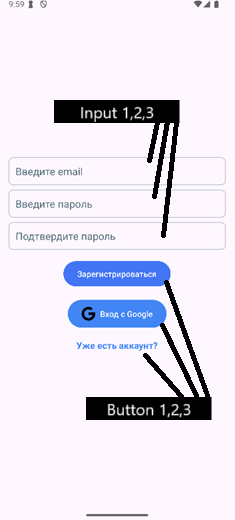 9:59
Input 1,2,3
Введите email
Введите пароль
Подтвердите пароль
Зарегистрироваться
G Вход с Google
Уже есть аккаунт?
Button 1,2,3